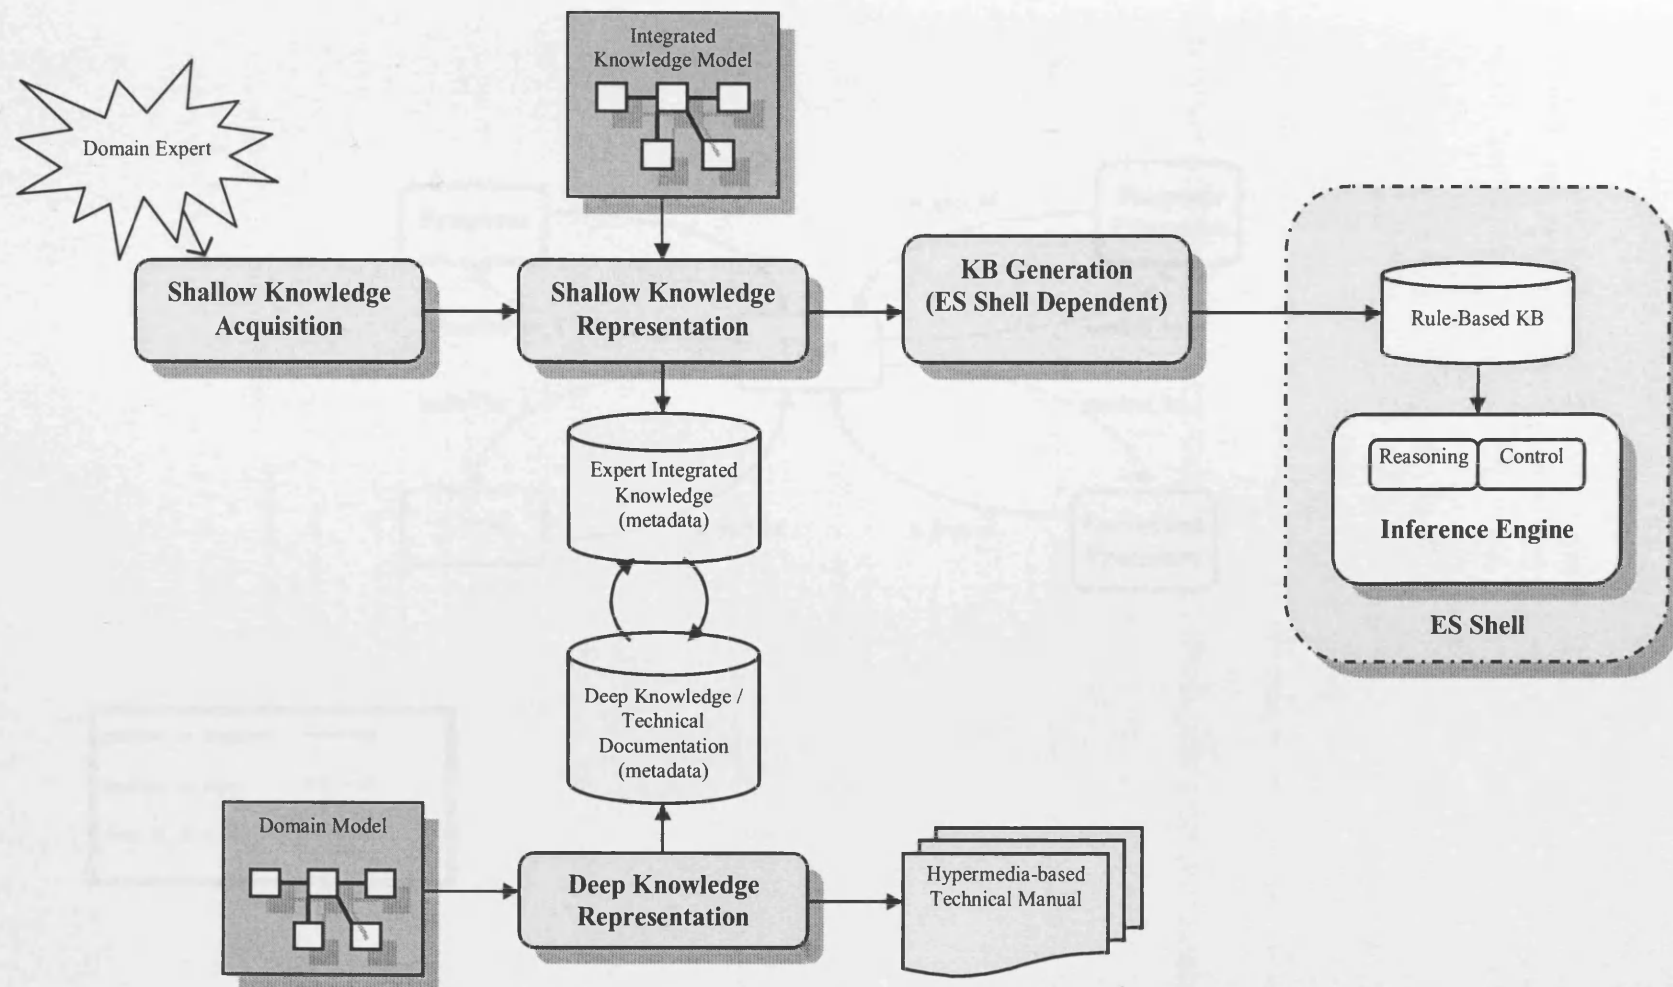 Integrated
Knowledge Model
Domain Expert
Shallow Knowledge
Acquisition
Shallow Knowledge
Representation
KB Generation
(ES Shell Dependent)
Rule-Based KB
Reasoning
Control
Inference Engine
ES Shell
Expert Integrated
Knowledge
(metadata)
Deep Knowledge /
Technical
Documentation
(metadata)
Domain Model
Deep Knowledge
Representation
Hypermedia-based
Technical Manual